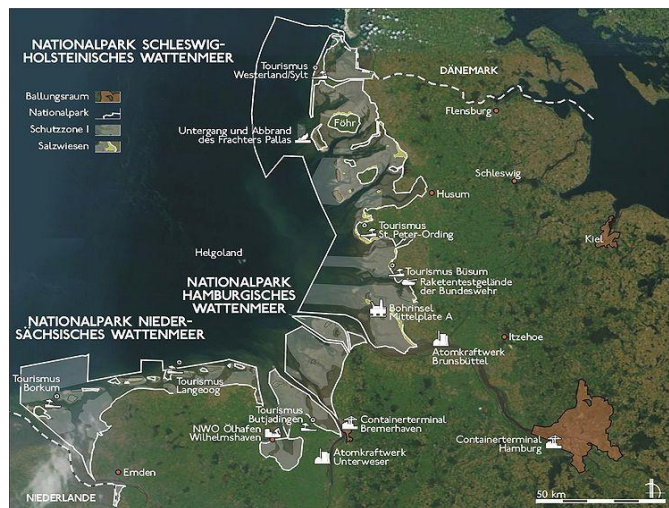 NATIONALPARK SCHLESWIG-
HOLSTEINISCHES WATTENMEER
Ballungsraum
Nationalpark
Schutzzone I
Salzwiesen
Tourismus
Westerland/Sylt
DÄNEMARK
Flensburg
Untergang und Abbrand
des Frachters Pallas
Föhr
Schleswig
Husum
Tourismus
St. Peter-Ording
Kiel
Helgoland
Tourismus Büsum
Raketentestgelände
der Bundeswehr
NATIONALPARK
HAMBURGISCHES
WATTENMEER
Bohrinsel
Mittelplate A
NATIONALPARK NIEDER-
SÄCHSISCHES WATTENMEER
Itzehoe
Atomkraftwerk
Brunsbüttel
Tourismus
Borkum
Tourismus
Langeoog
Tourismus
Butjadingen
Containerterminal
Bremerhaven
NWO Ölhafen
Wilhelmshaven
Containerterminal
Hamburg
Atomkraftwerk
Unterweser
Emden
NIEDERLANDE
50 km